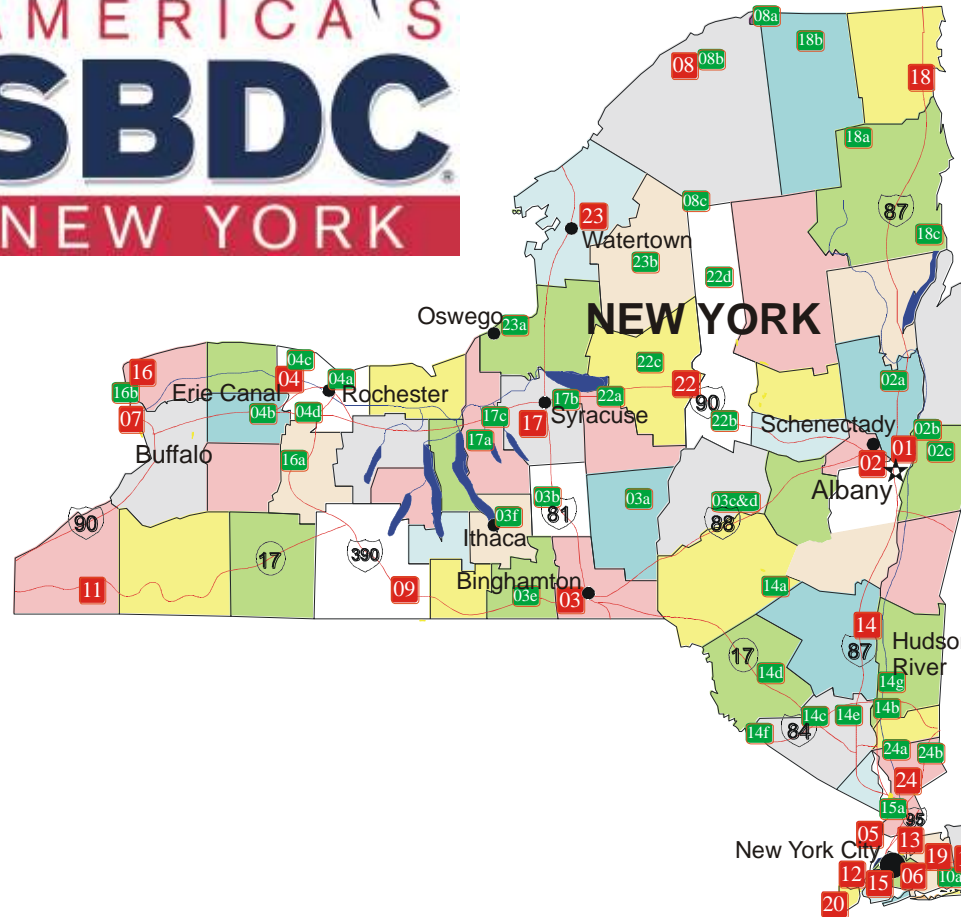 AMERICA'S
SBDC
NEW YORK
08a
18b
08
08b
18
18a
08c
87
23
18c
Watertown
23b
22d
Oswego
23a
NEW YORK
04c
22c
16
04
04a
02a
16b
Erie Canal
Rochester
22a
22
90
07
04b
04d
17c
17b
Syracuse
22b
Schenectady
02b
17
17a
01
02c
Buffalo
16a
02
Albany
03b
03a
03c&d
90
03f
81
88
Ithaca
17
390
Binghamton
11
09
03e
03
14a
14
87
17
River
14d
14g
14c
14e
14b
14f
84
24a
24b
24
15a
95
05
13
New York City
19
12
15
06
10a
20